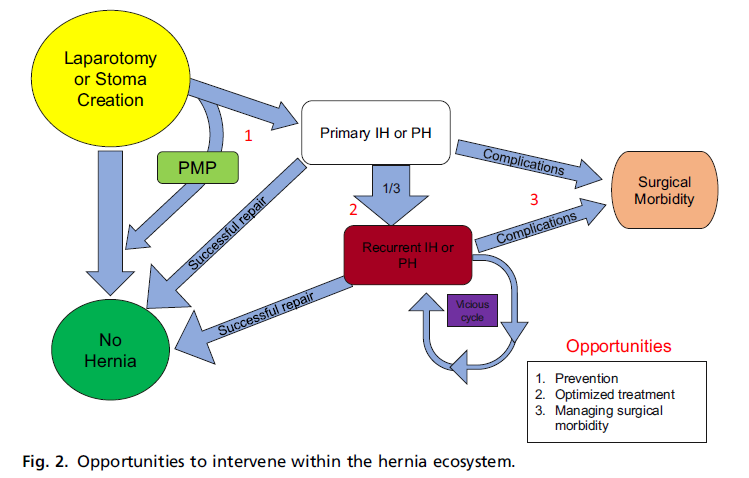 Laparotomy
or Stoma
Creation
1
PMP
Primary IH or PH
Complications
Surgical
Morbidity
1/3
2
3
Successful repair
Complications
Recurrent IH or
PH
Vicious
cycle
Successful repair
No
Hernia
Opportunities
1. Prevention
2. Optimized treatment
3. Managing surgical
morbidity
Fig. 2. Opportunities to intervene within the hernia ecosystem.